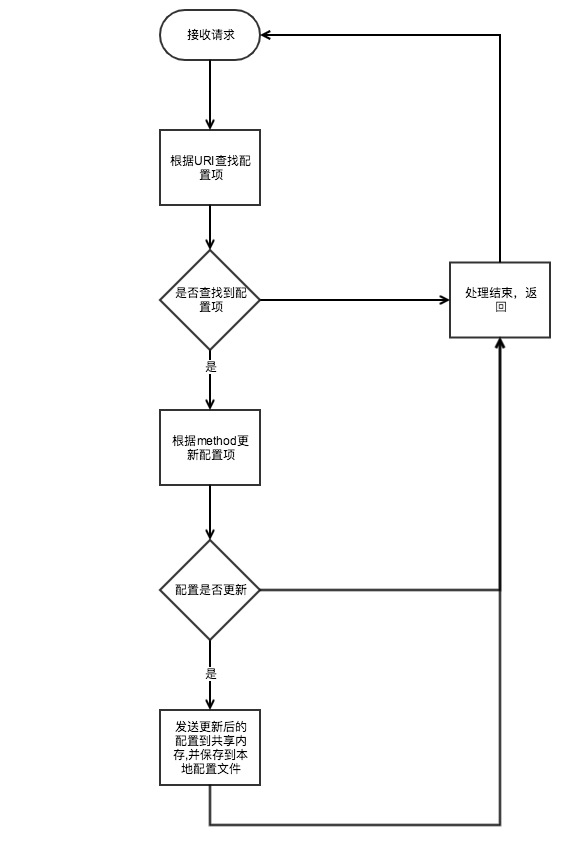 接收请求
根据URI查找配
置项
是否查找到配
置项
处理结束，返
回
是
根据method更
新配置项
配置是否更新
是
发送更新后的
配置到共享内
存,并保存到本
地配置文件